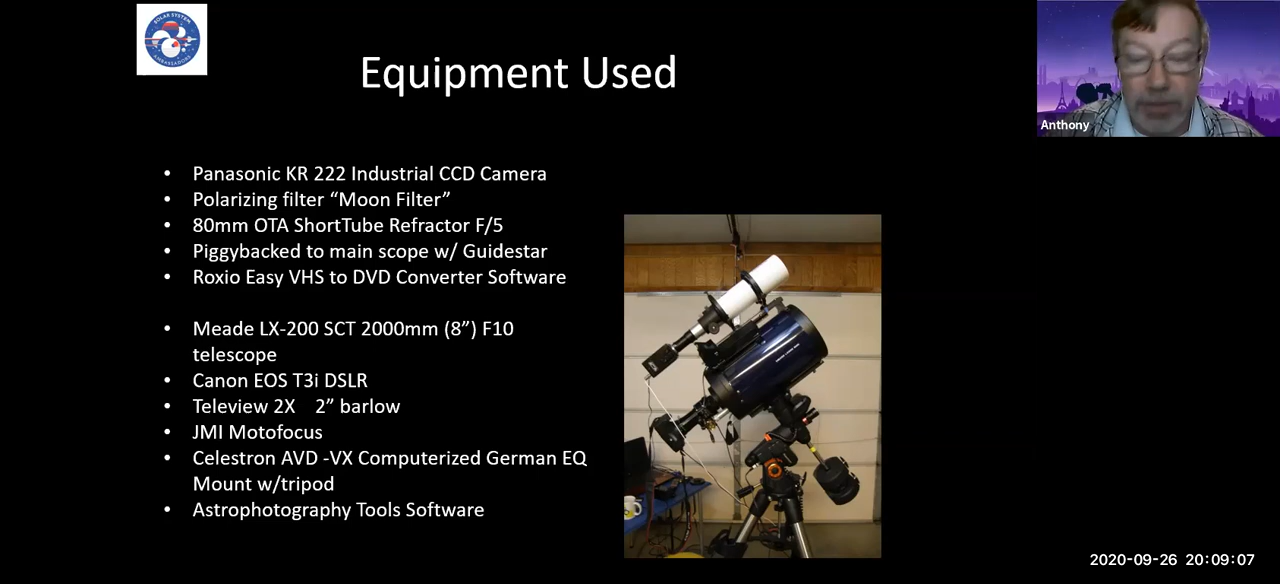 SOLAR SYSTEM
AMBASSADORS
Equipment Used
Anthony
• Panasonic KR 222 Industrial CCD Camera
• Polarizing filter “Moon Filter”
• 80mm OTA ShortTube Refractor F/5
• Piggybacked to main scope w/ Guidestar
• Roxio Easy VHS to DVD Converter Software
• Meade LX-200 SCT 2000mm (8”) F10
telescope
• Canon EOS T3i DSLR
• Teleview 2X 2” barlow
• JMI Motofocus
• Celestron AVD -VX Computerized German EQ
Mount w/tripod
• Astrophotography Tools Software
2020-09-26 20:09:07